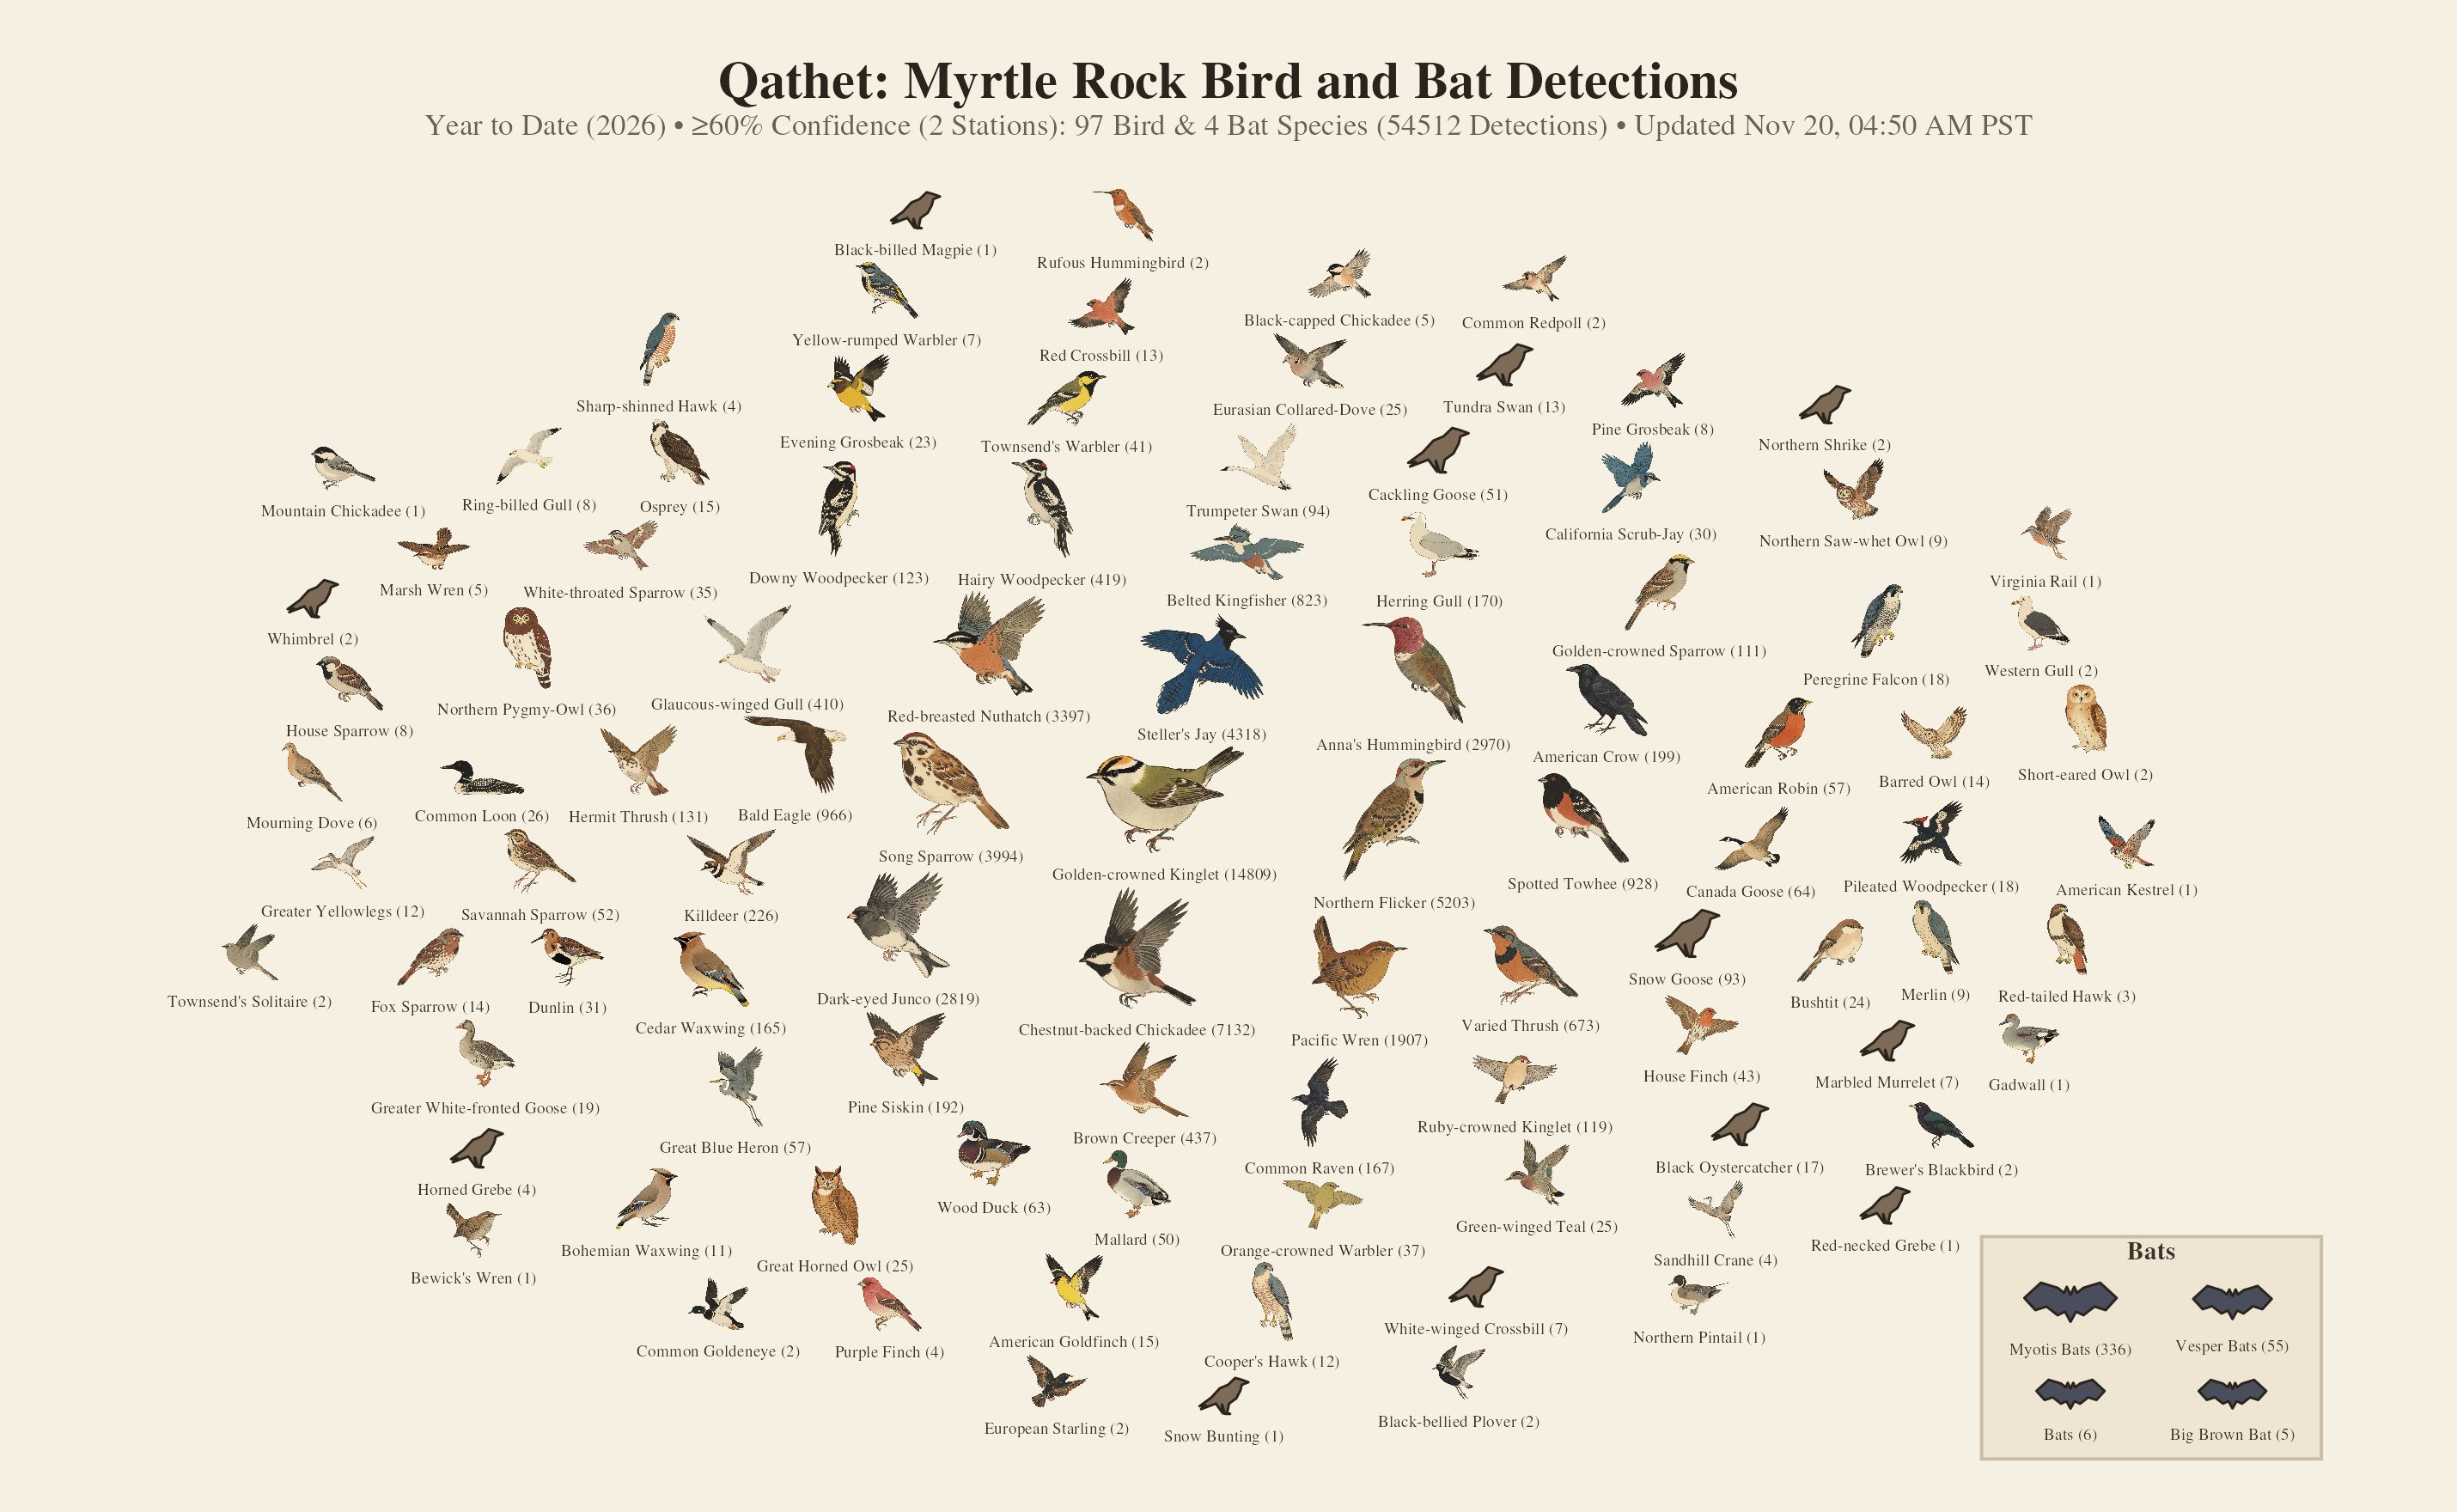 Qathet: Myrtle Rock Bird and Bat Detections
Year to Date (2026) • ≥60% Confidence (2 Stations): 97 Bird & 4 Bat Species (54512 Detections) • Updated Nov 20, 04:50 AM PST
Black-billed Magpie (1)
Rufous Hummingbird (2)
Black-capped Chickadee (5)
Common Redpoll (2)
Yellow-rumped Warbler (7)
Red Crossbill (13)
Sharp-shinned Hawk (4)
Eurasian Collared-Dove (25)
Tundra Swan (13)
Pine Grosbeak (8)
Evening Grosbeak (23)
Townsend's Warbler (41)
Northern Shrike (2)
Mountain Chickadee (1)
Ring-billed Gull (8)
Osprey (15)
Trumpeter Swan (94)
Cackling Goose (51)
California Scrub-Jay (30)
Northern Saw-whet Owl (9)
Marsh Wren (5)
White-throated Sparrow (35)
Downy Woodpecker (123)
Hairy Woodpecker (419)
Belted Kingfisher (823)
Herring Gull (170)
Virginia Rail (1)
Whimbrel (2)
Golden-crowned Sparrow (111)
Peregrine Falcon (18)
Western Gull (2)
Northern Pygmy-Owl (36)
Glaucous-winged Gull (410)
Red-breasted Nuthatch (3397)
Steller's Jay (4318)
Anna's Hummingbird (2970)
American Crow (199)
House Sparrow (8)
American Robin (57)
Barred Owl (14)
Short-eared Owl (2)
Mourning Dove (6)
Common Loon (26)
Hermit Thrush (131)
Bald Eagle (966)
Song Sparrow (3994)
Golden-crowned Kinglet (14809)
Northern Flicker (5203)
Spotted Towhee (928)
Canada Goose (64)
Pileated Woodpecker (18)
American Kestrel (1)
Greater Yellowlegs (12)
Savannah Sparrow (52)
Killdeer (226)
Townsend's Solitaire (2)
Fox Sparrow (14)
Dunlin (31)
Cedar Waxwing (165)
Dark-eyed Junco (2819)
Chestnut-backed Chickadee (7132)
Pacific Wren (1907)
Varied Thrush (673)
Snow Goose (93)
Bushtit (24)
Merlin (9)
Red-tailed Hawk (3)
Greater White-fronted Goose (19)
Great Blue Heron (57)
Pine Siskin (192)
Brown Creeper (437)
Common Raven (167)
Ruby-crowned Kinglet (119)
House Finch (43)
Marbled Murrelet (7)
Gadwall (1)
Horned Grebe (4)
Wood Duck (63)
Mallard (50)
Black Oystercatcher (17)
Brewer's Blackbird (2)
Bewick's Wren (1)
Bohemian Waxwing (11)
Great Horned Owl (25)
Orange-crowned Warbler (37)
Green-winged Teal (25)
Sandhill Crane (4)
Red-necked Grebe (1)
Common Goldeneye (2)
Purple Finch (4)
American Goldfinch (15)
Cooper's Hawk (12)
White-winged Crossbill (7)
Northern Pintail (1)
European Starling (2)
Snow Bunting (1)
Black-bellied Plover (2)
Bats
Myotis Bats (336)
Vesper Bats (55)
Bats (6)
Big Brown Bat (5)